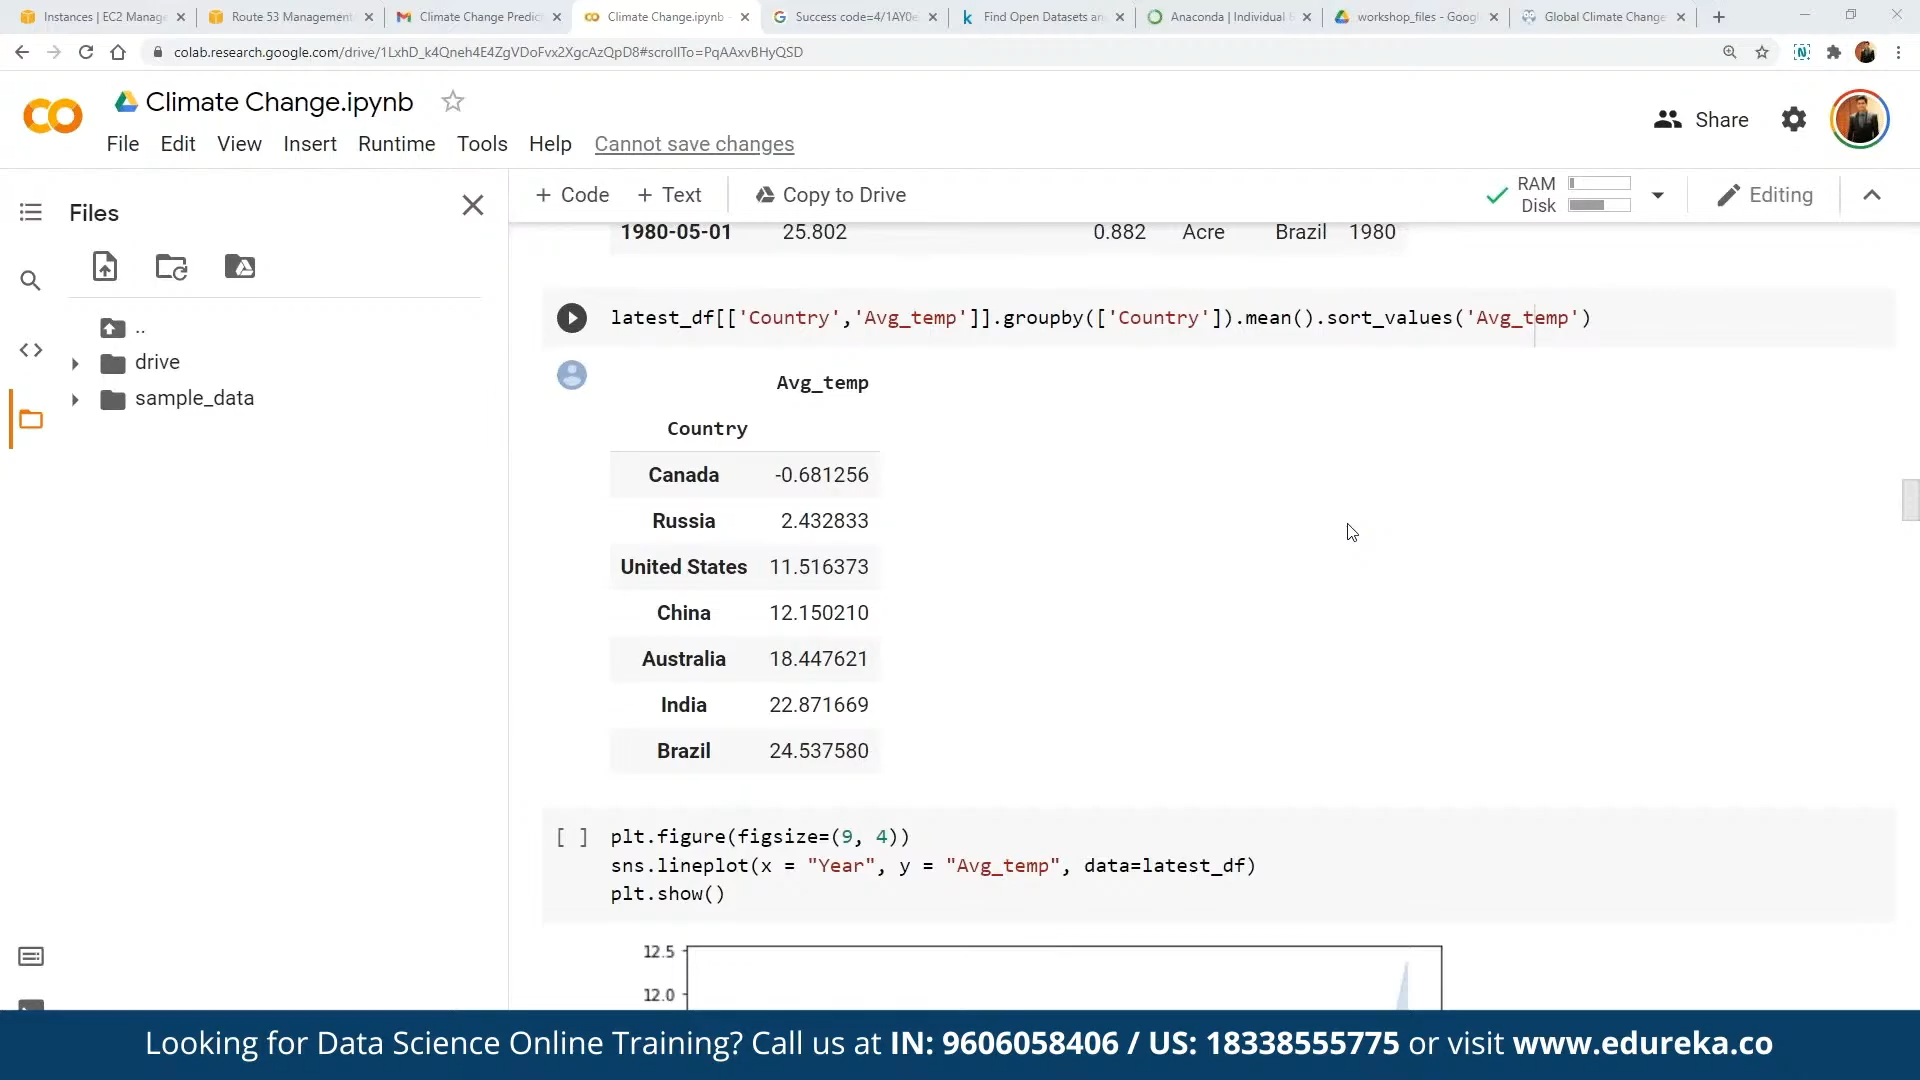 Instances | EC2 Manage
Route 53 Management
Climate Change Predic
Climate Change.ipynb -
Success code=4/1AY0e
Find Open Datasets an
Anaconda | Individual E
workshop_files - Googl
Global Climate Change
colab.research.google.com/drive/1LxhD_k4Qneh4E4ZgVDoFvx2XgcAzQpD8#scrollTo=PqAAxvBHyQSD
Climate Change.ipynb
Share
File Edit View Insert Runtime Tools Help Cannot save changes
Files
+ Code + Text Copy to Drive
RAM
Disk
Editing
..
drive
sample_data
1980-05-01 25.802 0.882 Acre Brazil 1980
latest_df[['Country','Avg_temp']].groupby(['Country']).mean().sort_values('Avg_temp')
Avg_temp
Country
Canada -0.681256
Russia 2.432833
United States 11.516373
China 12.150210
Australia 18.447621
India 22.871669
Brazil 24.537580
[ ] plt.figure(figsize=(9, 4))
sns.lineplot(x = "Year", y = "Avg_temp", data=latest_df)
plt.show()
12.5
12.0
Looking for Data Science Online Training? Call us at IN: 9606058406 / US: 18338555775 or visit www.edureka.co